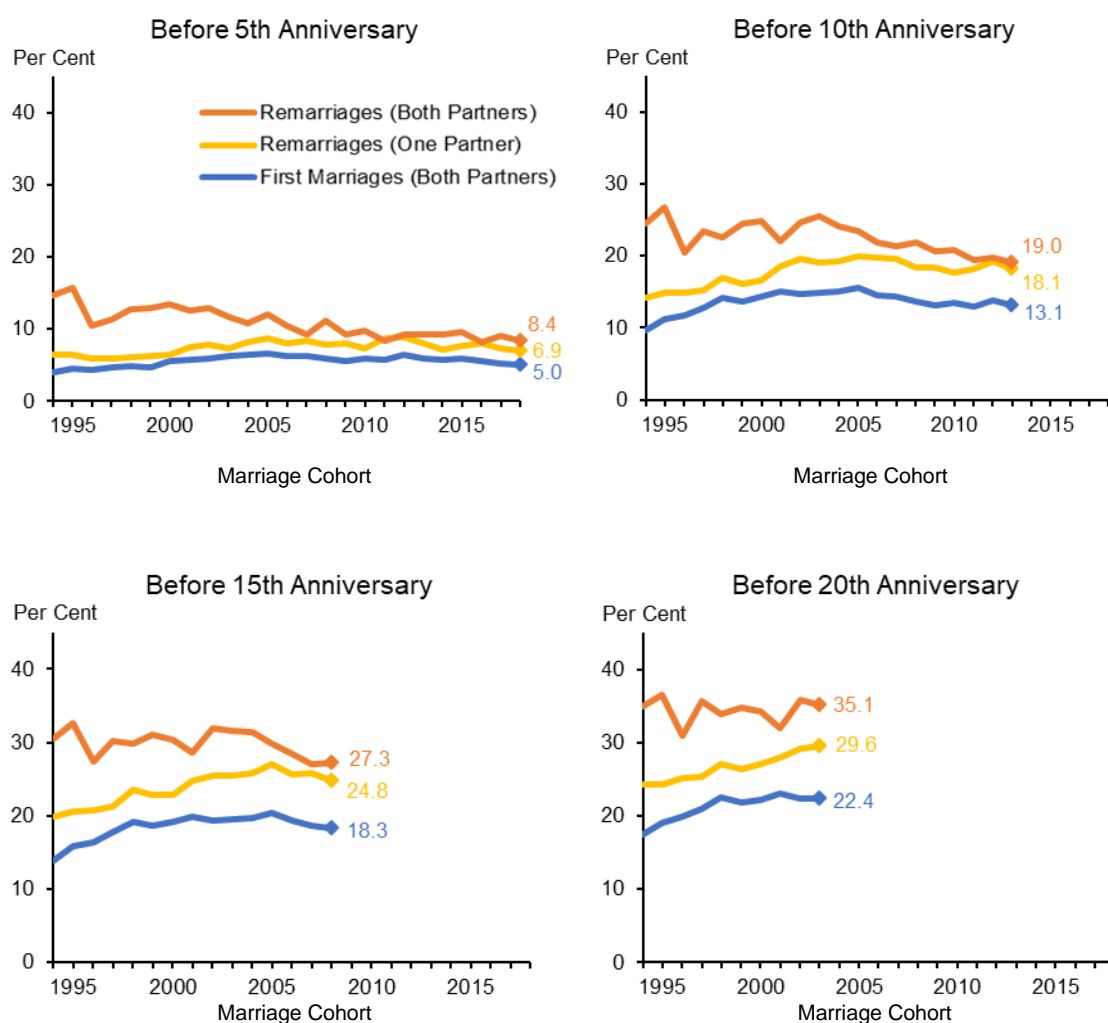 Before 5th Anniversary
Per Cent
40
30
20
10
0
Remarriages (Both Partners)
Remarriages (One Partner)
First Marriages (Both Partners)
8.4
6.9
5.0
1995 2000 2005 2010 2015
Marriage Cohort
Before 10th Anniversary
Per Cent
40
30
20
10
0
19.0
18.1
13.1
1995 2000 2005 2010 2015
Marriage Cohort
Before 15th Anniversary
Per Cent
40
30
20
10
0
27.3
24.8
18.3
1995 2000 2005 2010 2015
Marriage Cohort
Before 20th Anniversary
Per Cent
40
30
20
10
0
35.1
29.6
22.4
1995 2000 2005 2010 2015
Marriage Cohort